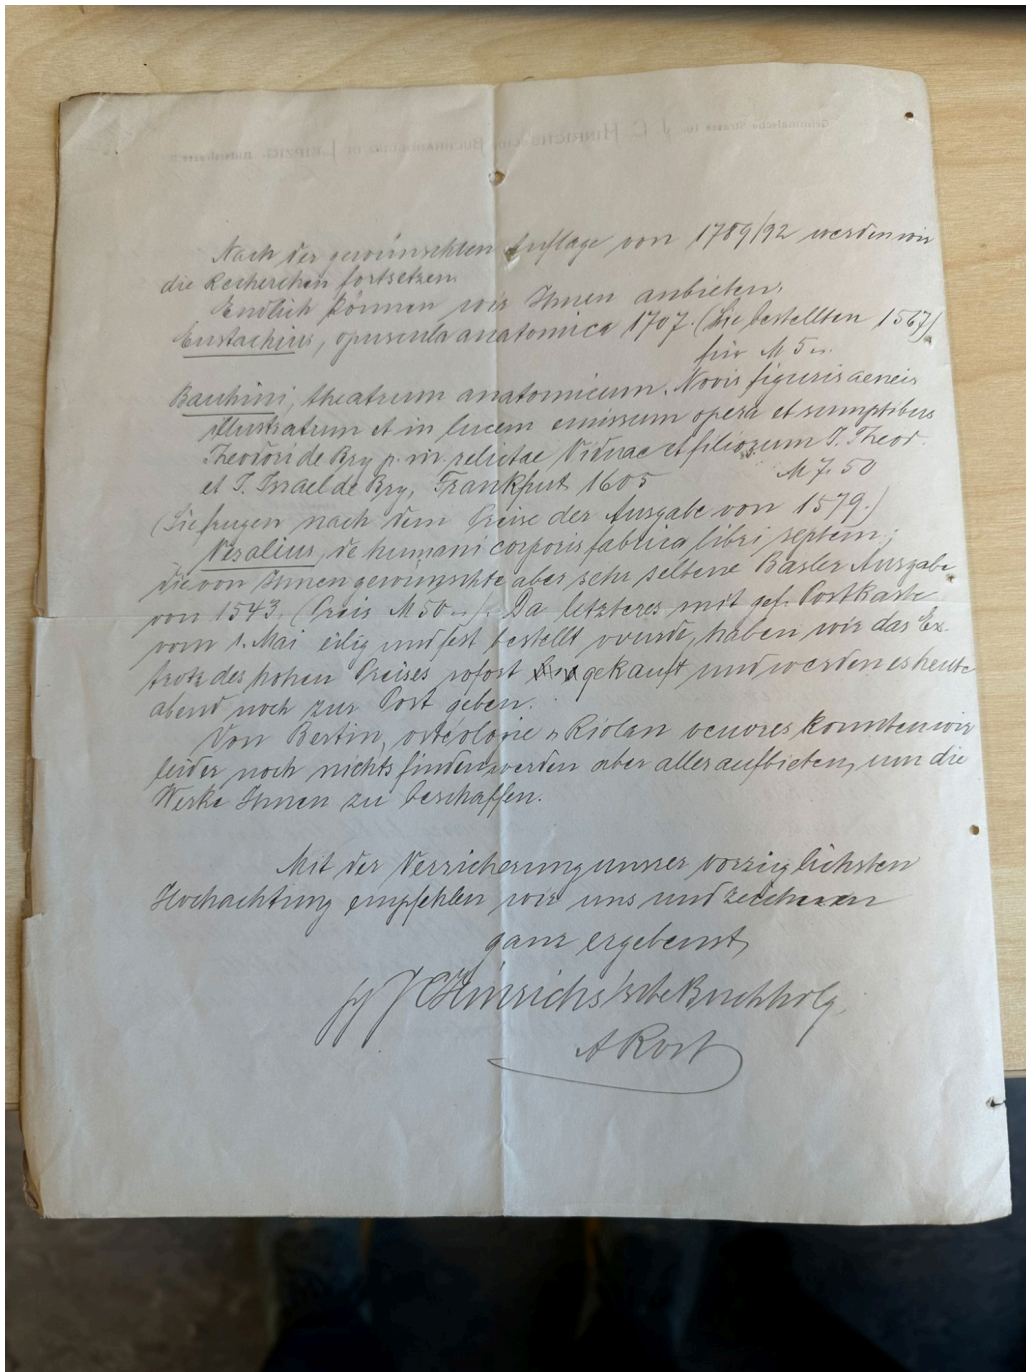 Nach der gewünschten Auflage von 1789/92 werden wir
die Recherchen fortsetzen.
Endlich können wir Ihnen anbieten:
Eustachius, opuscula anatomica 1707. (Sie bestellten 1567)
für M 5 „.
Bauhini, theatrum anatomicum. Novis figuris aeneis
illustratum et in lucem emissum opera et sumptibus
Theodori de Bry p. m. relictae Viduae et filiorum J. Theod.
et J. Israel de Bry, Frankfurt 1605 M 7. 50
(Sie frugen nach dem Preise der Ausgabe von 1579.)
Vesalius, de humani corporis fabrica libri septem;
die von Ihnen gewünschte aber sehr seltene Basler Ausgabe
von 1543. (Preis M 50 „.) Da letzteres mit gef. Postkarte
vom 1. Mai eilig und fest bestellt wurde, haben wir das Ex.
trotz des hohen Preises sofort gekauft und werden es heute
abend noch zur Post geben.
Von Bertin, ostéologie „ Riolan oeuvres konnten wir
leider noch nichts finden, werden aber alles aufbieten, um die
Werke Ihnen zu beschaffen.
Mit der Versicherung unsrer vorzüglichsten
Hochachtung empfehlen wir uns und zeichnen
ganz ergebenst
J C Hinrichs'sche Buchhdlg.
A Rost